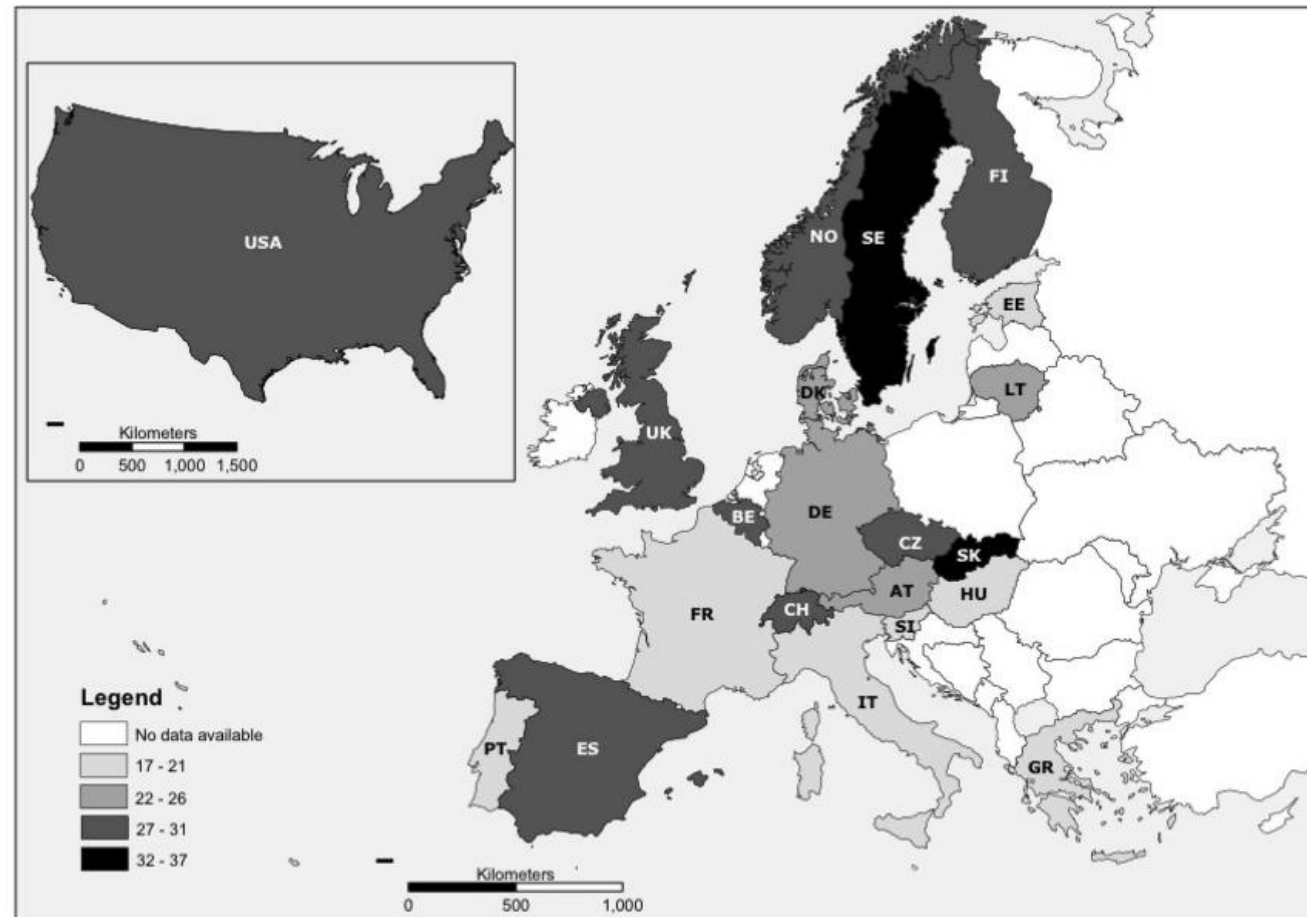 USA
Kilometers
0 500 1,000 1,500
FI
NO
SE
EE
LT
DK
UK
BE
DE
CZ
SK
AT
HU
CH
SI
FR
IT
PT
ES
GR
Legend
No data available
17 - 21
22 - 26
27 - 31
32 - 37
Kilometers
0 500 1,000